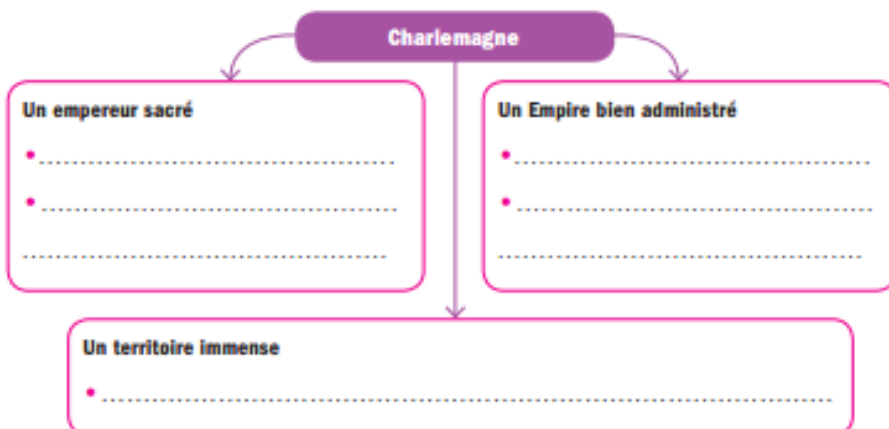 Charlemagne
Un empereur sacré
Un Empire bien administré
Un territoire immense